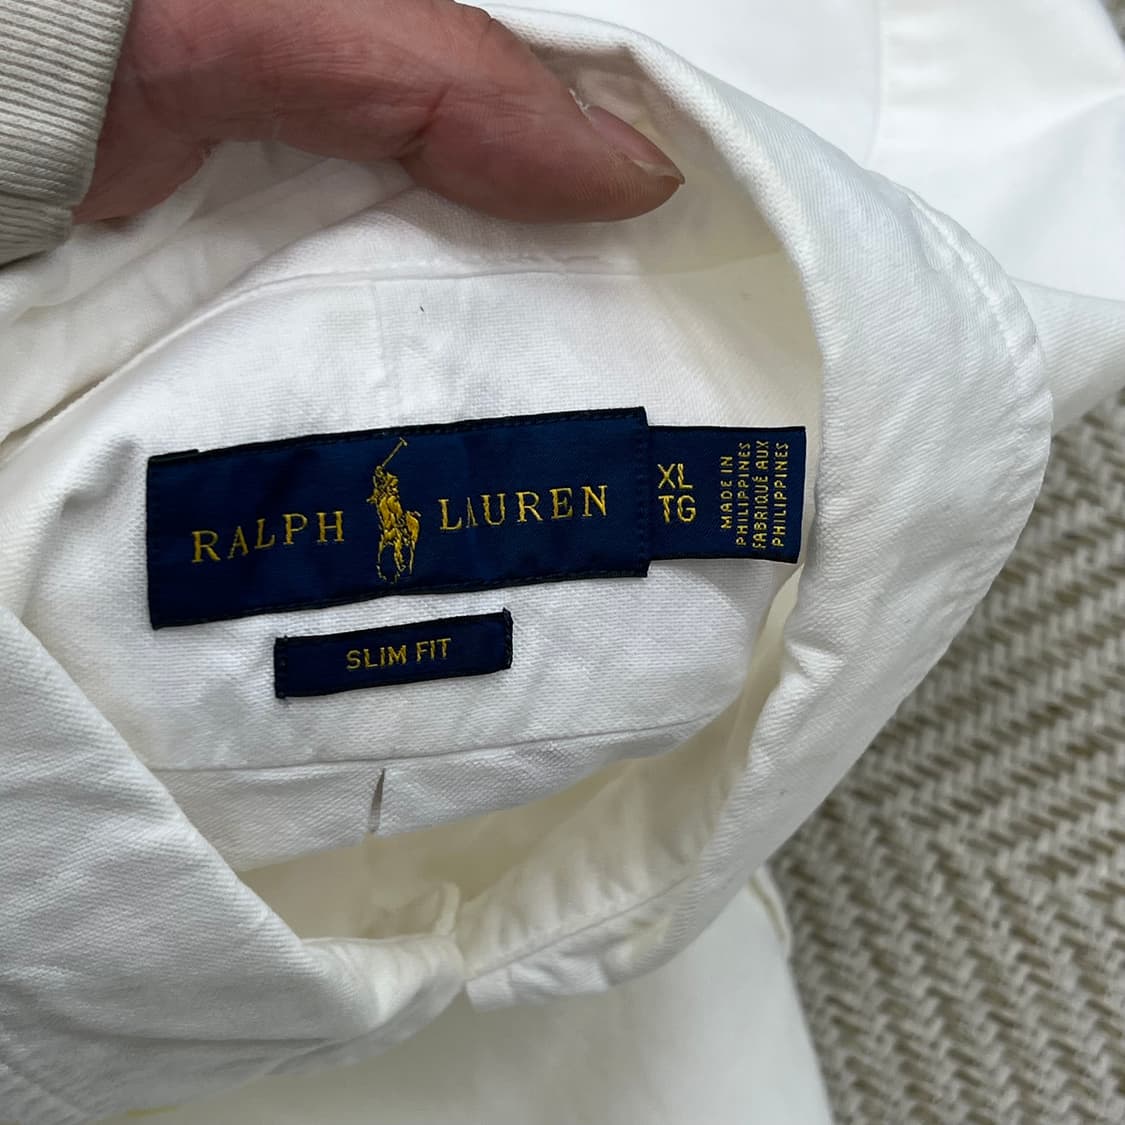 RALPH LAUREN
XL
TG
MADE IN
PHILIPPINES
FABRIQUÉ AUX
PHILIPPINES
SLIM FIT